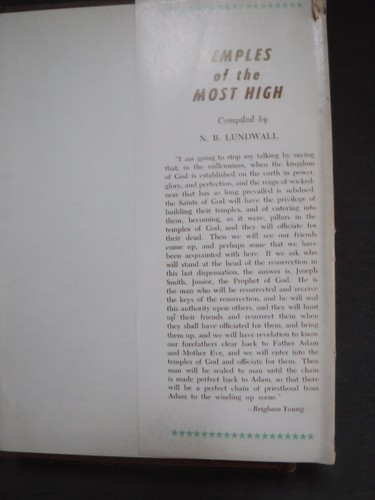 TEMPLES
of the
MOST HIGH
Compiled by
N. B. LUNDWALL
"I am going to stop my talking by saying
that, in the millennium, when the kingdom
of God is established on the earth in power,
glory, and perfection, and the reign of wicked-
ness that has so long prevailed is subdued,
the Saints of God will have the privilege of
building their temples, and of entering into
them, becoming, as it were, pillars in the
temples of God, and they will officiate for
their dead. Then we will see our friends
come up, and perhaps some that we have
been acquainted with here. If we ask who
will stand at the head of the resurrection in
this last dispensation, the answer is, Joseph
Smith, Junior, the Prophet of God. He is
the man who will be resurrected and receive
the keys of the resurrection, and he will seal
this authority upon others, and they will hunt
up their friends and resurrect them when
they shall have officiated for them, and bring
them up, and we will have revelation to know
our forefathers clear back to Father Adam
and Mother Eve, and we will enter into the
temples of God and officiate for them. Then
man will be sealed to man until the chain
is made perfect back to Adam, so that there
will be a perfect chain of priesthood from
Adam to the winding up scene."
—Brigham Young